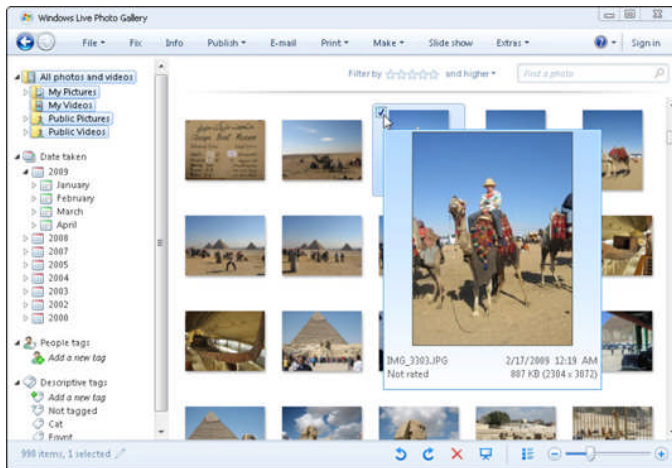 Windows Live Photo Gallery
File Fix Info Publish E-mail Print Make Slide show Extras Sign in
Filter by and higher Find a photo
All photos and videos
My Pictures
My Videos
Public Pictures
Public Videos
Date taken
2009
January
February
March
April
2008
2007
2005
2004
2003
2002
2000
People tags
Add a new tag
Descriptive tags
Add a new tag
Not tagged
Cat
Egypt
IMG_3303.JPG 2/17/2009 12:19 AM
Not rated 887 KB (2304 x 3072)
998 items, 1 selected